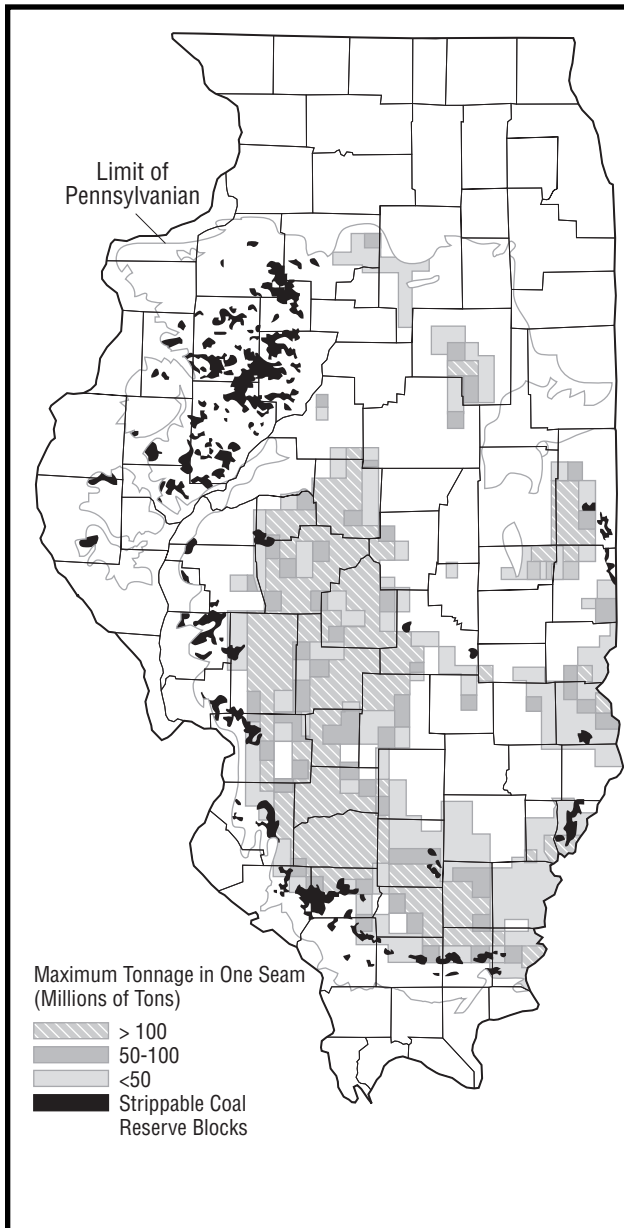 Limit of
Pennsylvanian
Maximum Tonnage in One Seam
(Millions of Tons)
> 100
50-100
<50
Strippable Coal
Reserve Blocks